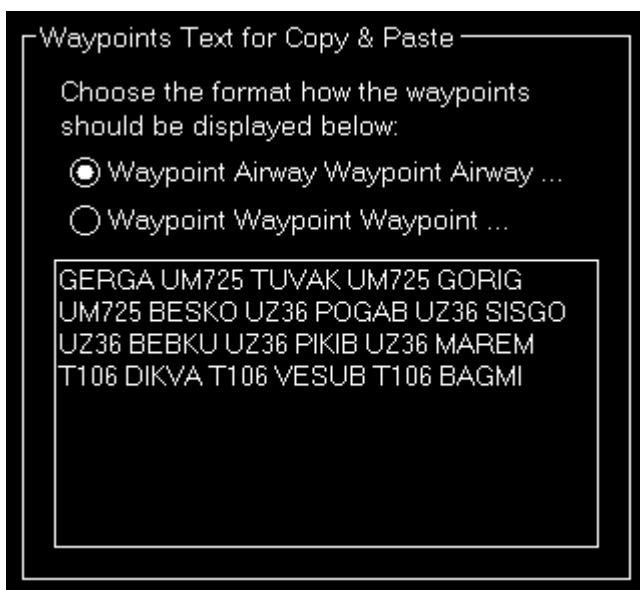 Waypoints Text for Copy & Paste
Choose the format how the waypoints
should be displayed below:
Waypoint Airway Waypoint Airway ...
Waypoint Waypoint Waypoint ...
GERGA UM725 TUVAK UM725 GORIG
UM725 BESKO UZ36 POGAB UZ36 SISGO
UZ36 BEBKU UZ36 PIKIB UZ36 MAREM
T106 DIKVA T106 VESUB T106 BAGMI